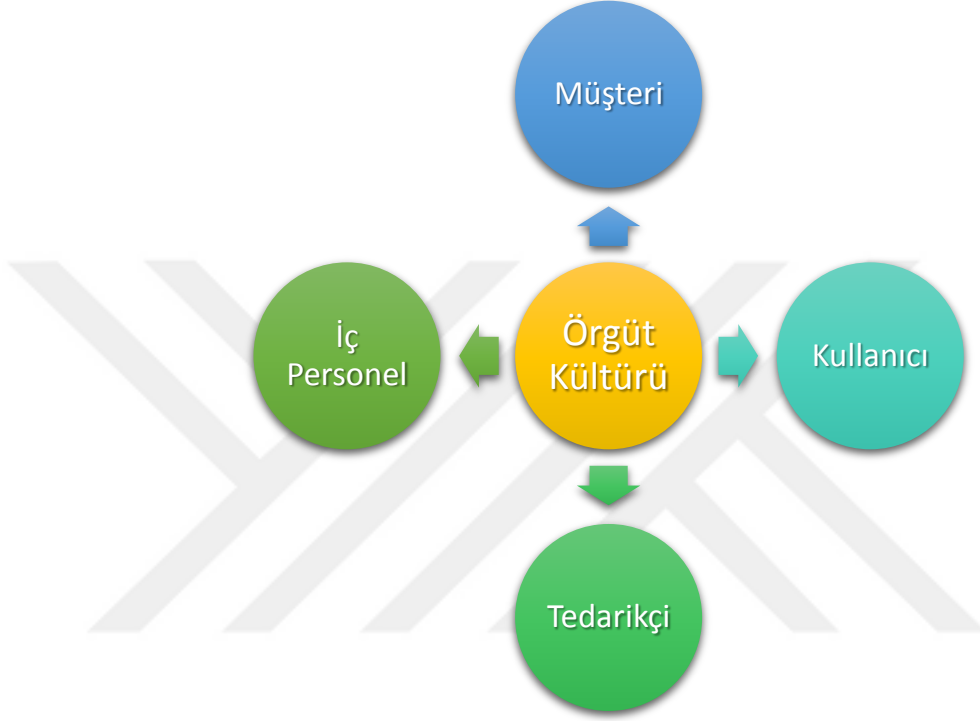 Müşteri
İç
Personel
Örgüt
Kültürü
Kullanıcı
Tedarikçi